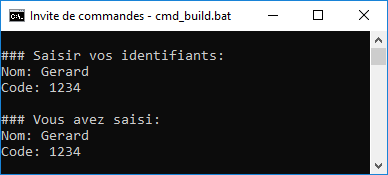 Invite de commandes - cmd_build.bat
### Saisir vos identifiants:
Nom: Gerard
Code: 1234
### Vous avez saisi:
Nom: Gerard
Code: 1234